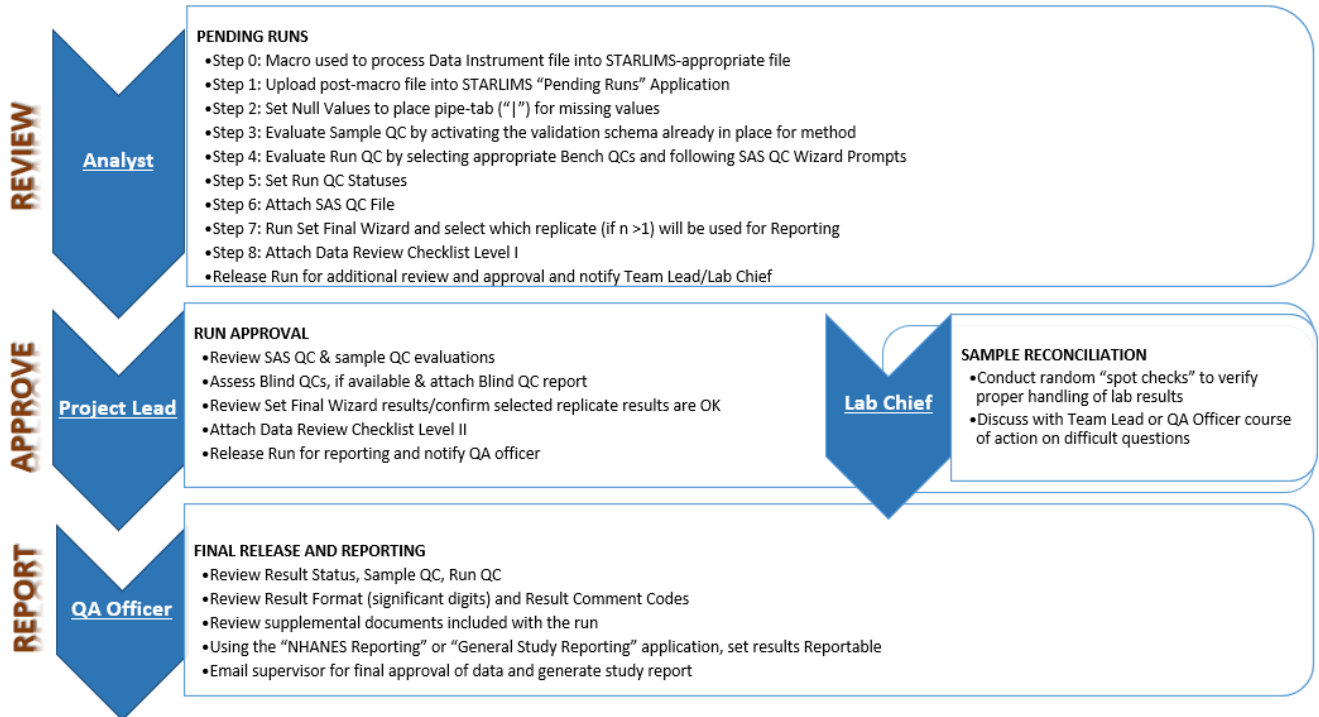 REVIEW
Analyst
PENDING RUNS
•Step 0: Macro used to process Data Instrument file into STARLIMS-appropriate file
•Step 1: Upload post-macro file into STARLIMS “Pending Runs” Application
•Step 2: Set Null Values to place pipe-tab (“|”) for missing values
•Step 3: Evaluate Sample QC by activating the validation schema already in place for method
•Step 4: Evaluate Run QC by selecting appropriate Bench QCs and following SAS QC Wizard Prompts
•Step 5: Set Run QC Statuses
•Step 6: Attach SAS QC File
•Step 7: Run Set Final Wizard and select which replicate (if n >1) will be used for Reporting
•Step 8: Attach Data Review Checklist Level I
•Release Run for additional review and approval and notify Team Lead/Lab Chief
APPROVE
Project Lead
RUN APPROVAL
•Review SAS QC & sample QC evaluations
•Assess Blind QCs, if available & attach Blind QC report
•Review Set Final Wizard results/confirm selected replicate results are OK
•Attach Data Review Checklist Level II
•Release Run for reporting and notify QA officer
Lab Chief
SAMPLE RECONCILIATION
•Conduct random “spot checks” to verify
proper handling of lab results
•Discuss with Team Lead or QA Officer course
of action on difficult questions
REPORT
QA Officer
FINAL RELEASE AND REPORTING
•Review Result Status, Sample QC, Run QC
•Review Result Format (significant digits) and Result Comment Codes
•Review supplemental documents included with the run
•Using the “NHANES Reporting” or “General Study Reporting” application, set results Reportable
•Email supervisor for final approval of data and generate study report